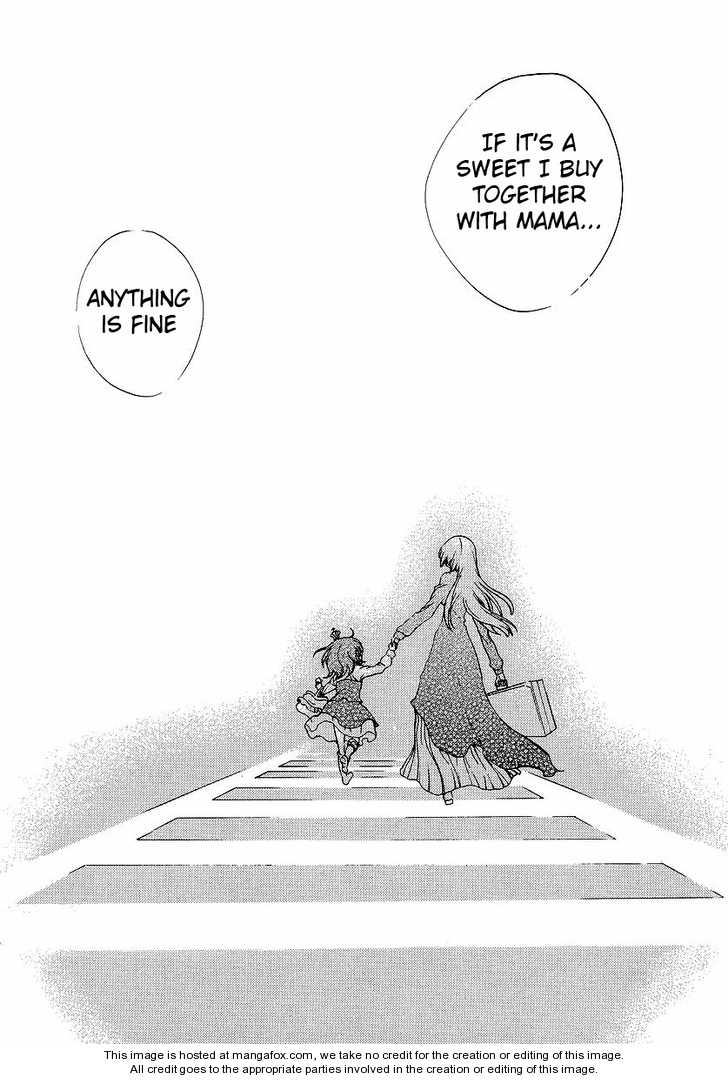 IF IT'S A
SWEET I BUY
TOGETHER
WITH MAMA...
ANYTHING
IS FINE
This image is hosted at mangafox.com, we take no credit for the creation or editing of this image.
All credit goes to the appropriate parties involved in the creation or editing of this image.